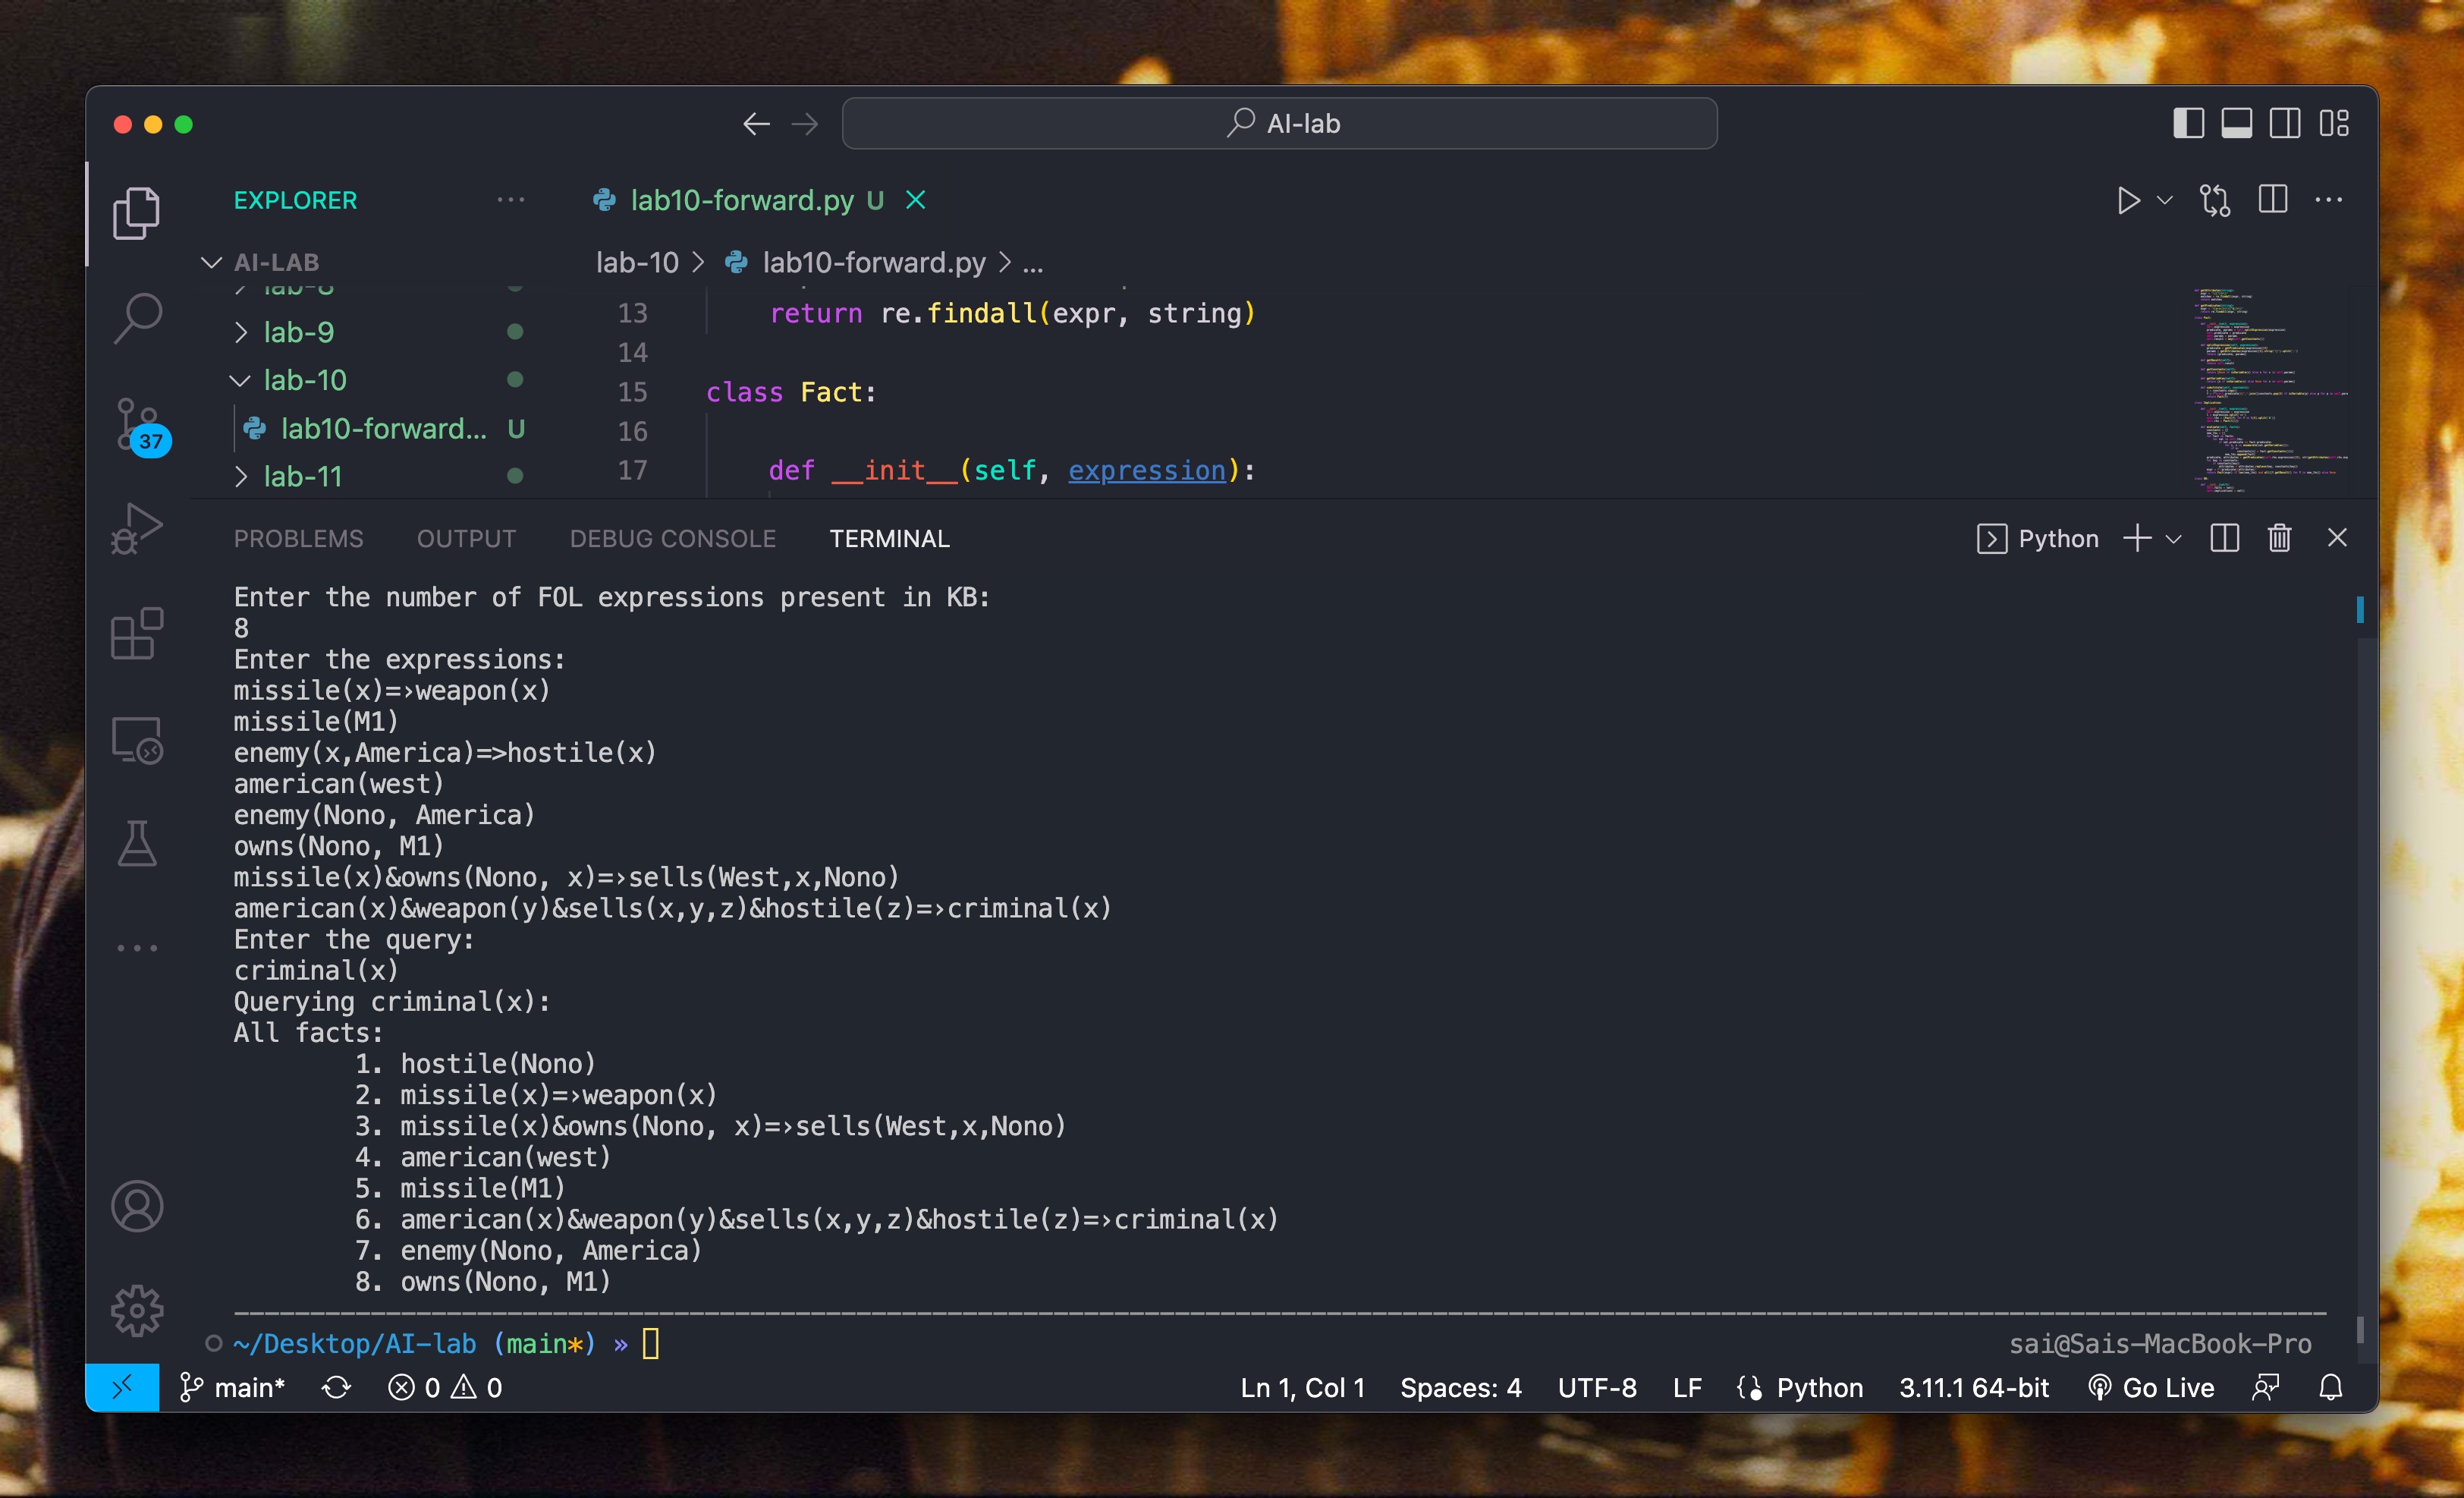 AI-lab
EXPLORER
lab10-forward.py U
AI-LAB
lab-10 > lab10-forward.py > ...
lab-8
lab-9
lab-10
lab10-forward... U
lab-11
37
13 return re.findall(expr, string)
14
15 class Fact:
16
17 def __init__(self, expression):
PROBLEMS OUTPUT DEBUG CONSOLE TERMINAL Python
Enter the number of FOL expressions present in KB:
8
Enter the expressions:
missile(x)=›weapon(x)
missile(M1)
enemy(x,America)=>hostile(x)
american(west)
enemy(Nono, America)
owns(Nono, M1)
missile(x)&owns(Nono, x)=›sells(West,x,Nono)
american(x)&weapon(y)&sells(x,y,z)&hostile(z)=›criminal(x)
Enter the query:
criminal(x)
Querying criminal(x):
All facts:
1. hostile(Nono)
2. missile(x)=›weapon(x)
3. missile(x)&owns(Nono, x)=›sells(West,x,Nono)
4. american(west)
5. missile(M1)
6. american(x)&weapon(y)&sells(x,y,z)&hostile(z)=›criminal(x)
7. enemy(Nono, America)
8. owns(Nono, M1)
~/Desktop/AI-lab (main*) » sai@Sais-MacBook-Pro
main* 0 0 Ln 1, Col 1 Spaces: 4 UTF-8 LF Python 3.11.1 64-bit Go Live